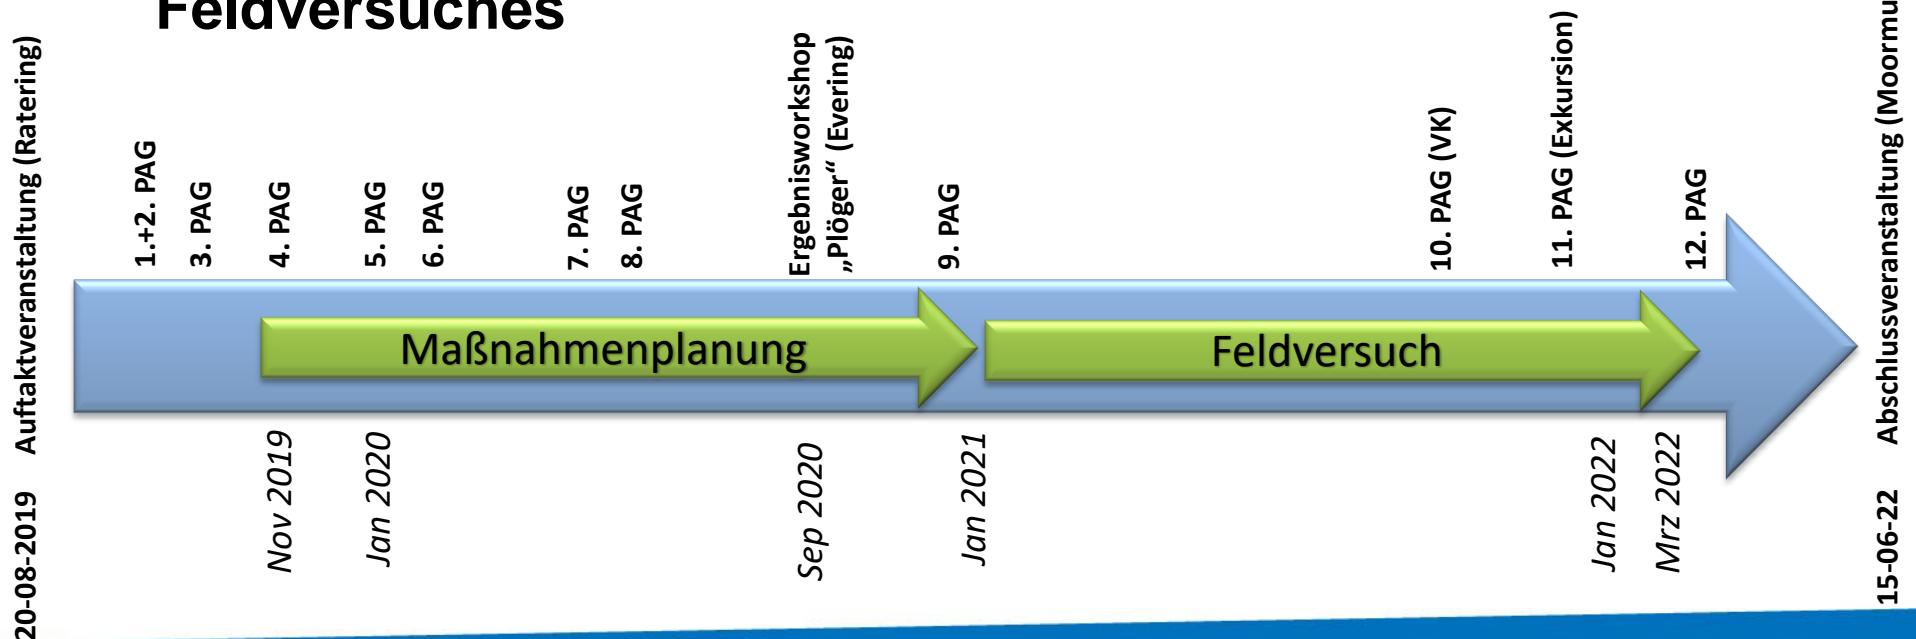 Feldversuches
20-08-2019 Auftaktveranstaltung (Ratering)
1.+2. PAG
3. PAG
4. PAG
5. PAG
6. PAG
7. PAG
8. PAG
Ergebnisworkshop
„Plöger“ (Evering)
9. PAG
10. PAG (VK)
11. PAG (Exkursion)
12. PAG
15-06-22 Abschlussveranstaltung (Moormu
Maßnahmenplanung
Feldversuch
Nov 2019
Jan 2020
Sep 2020
Jan 2021
Jan 2022
Mrz 2022